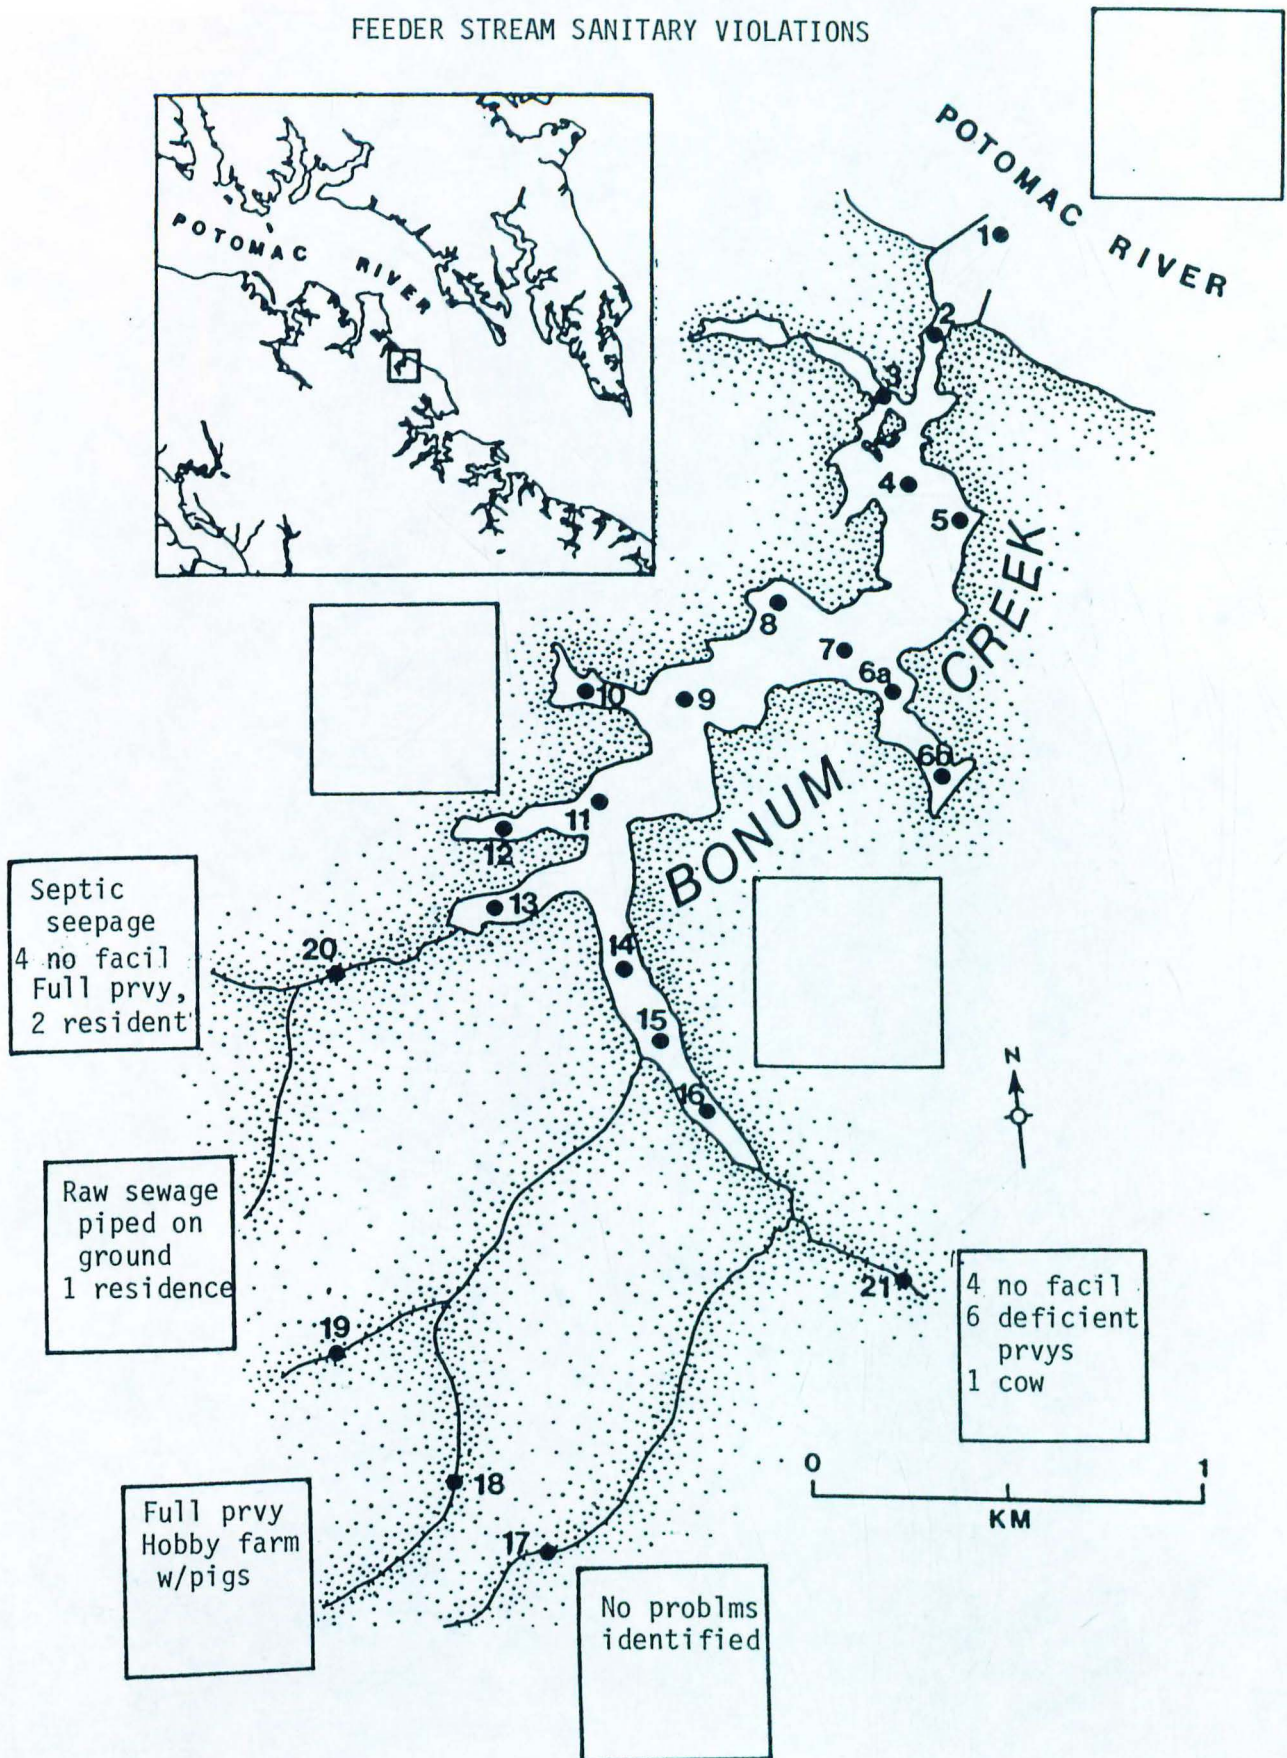 FEEDER STREAM SANITARY VIOLATIONS
POTOMAC RIVER
POTOMAC RIVER
1
2
3
4
5
CREEK
8
7
6a
10
9
6b
BONUM
11
12
13
Septic
seepage
4 no facil
Full prvy,
2 resident
20
14
15
N
16
Raw sewage
piped on
ground
1 residence
21
4 no facil
6 deficient
prvys
1 cow
19
0 1
KM
18
Full prvy
Hobby farm
w/pigs
17
No problms
identified